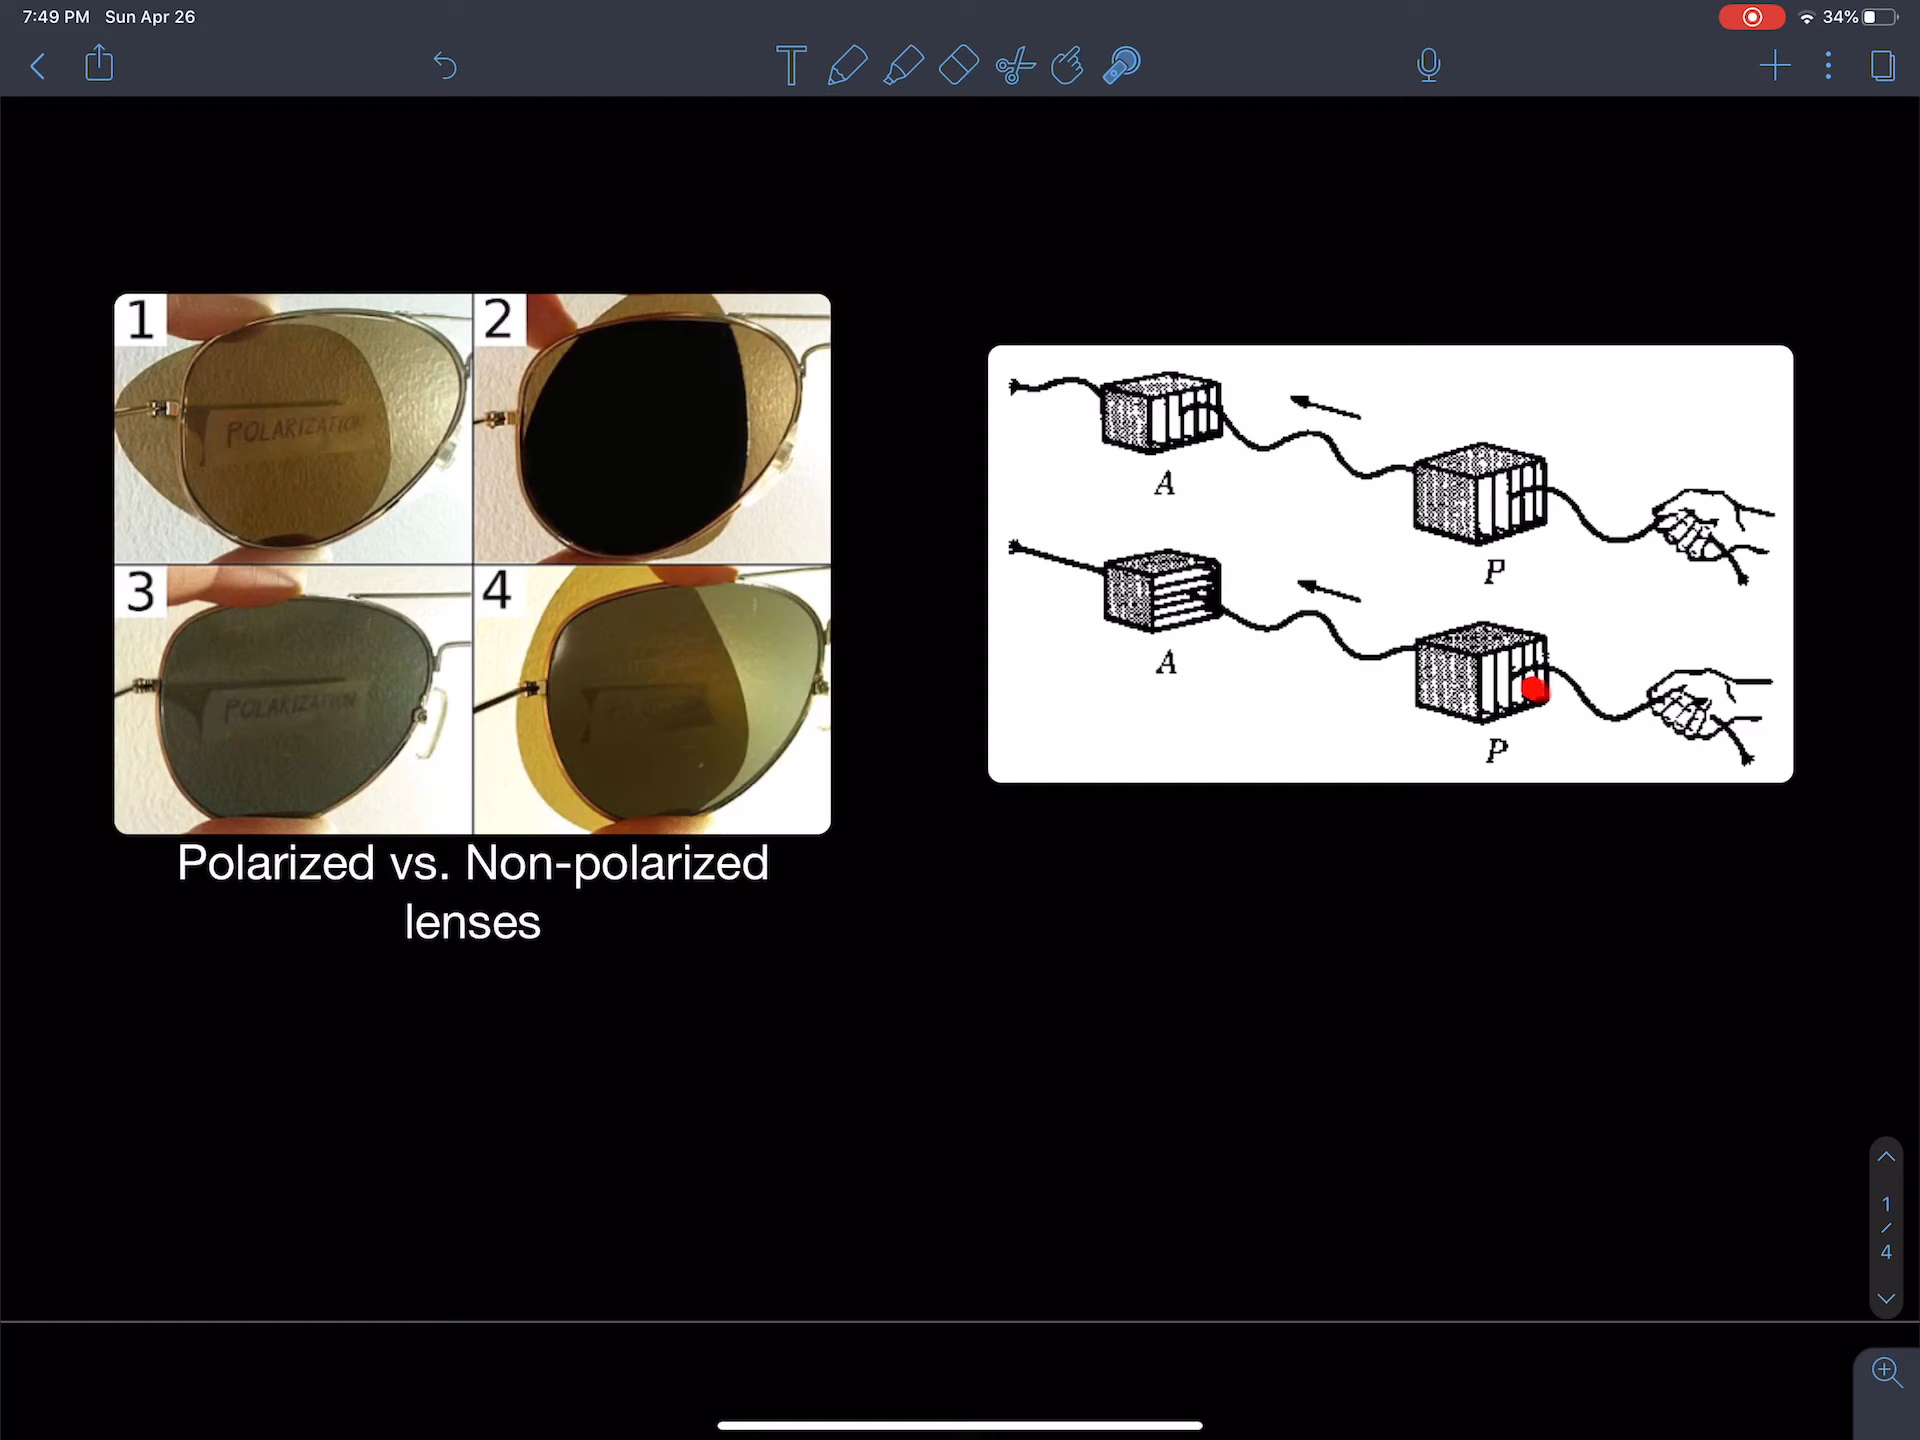 7:49 PM Sun Apr 26
34%
T
1
2
POLARIZATION
3
4
POLARIZATION
Polarized vs. Non-polarized
lenses
A
P
A
P
1
/
4